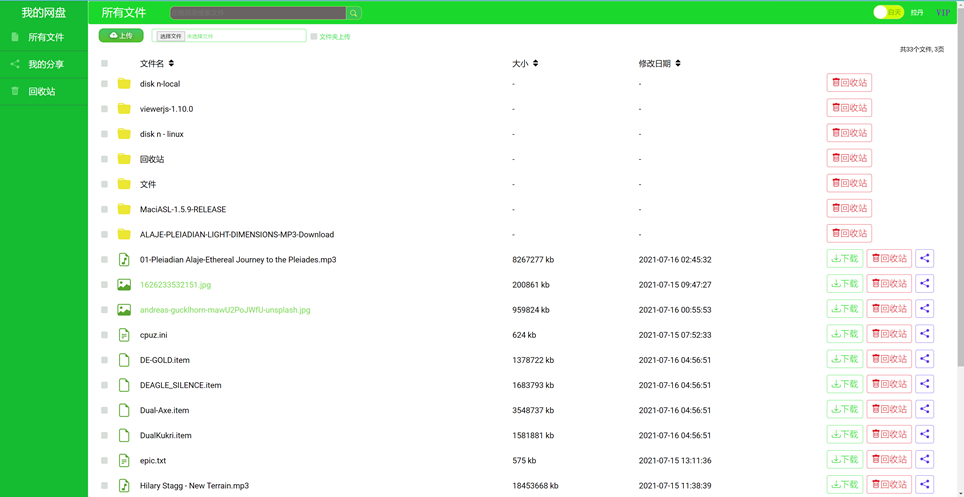 我的网盘
所有文件
我的分享
回收站
所有文件
白天 拉丹 VIP
上传 选择文件 未选择文件 文件夹上传
共33个文件, 3页
文件名 大小 修改日期
disk n-local - - 回收站
viewerjs-1.10.0 - - 回收站
disk n - linux - - 回收站
回收站 - - 回收站
文件 - - 回收站
MaciASL-1.5.9-RELEASE - - 回收站
ALAJE-PLEIADIAN-LIGHT-DIMENSIONS-MP3-Download - - 回收站
01-Pleiadian Alaje-Ethereal Journey to the Pleiades.mp3 8267277 kb 2021-07-16 02:45:32 下载 回收站
1626233532151.jpg 200861 kb 2021-07-15 09:47:27 下载 回收站
andreas-gucklhorn-mawU2PoJWfU-unsplash.jpg 959824 kb 2021-07-16 00:55:53 下载 回收站
cpuz.ini 624 kb 2021-07-15 07:52:33 下载 回收站
DE-GOLD.item 1378722 kb 2021-07-16 04:56:51 下载 回收站
DEAGLE_SILENCE.item 1683793 kb 2021-07-16 04:56:51 下载 回收站
Dual-Axe.item 3548737 kb 2021-07-16 04:56:51 下载 回收站
DualKukri.item 1581881 kb 2021-07-16 04:56:51 下载 回收站
epic.txt 575 kb 2021-07-15 13:11:36 下载 回收站
Hilary Stagg - New Terrain.mp3 18453668 kb 2021-07-15 11:38:39 下载 回收站